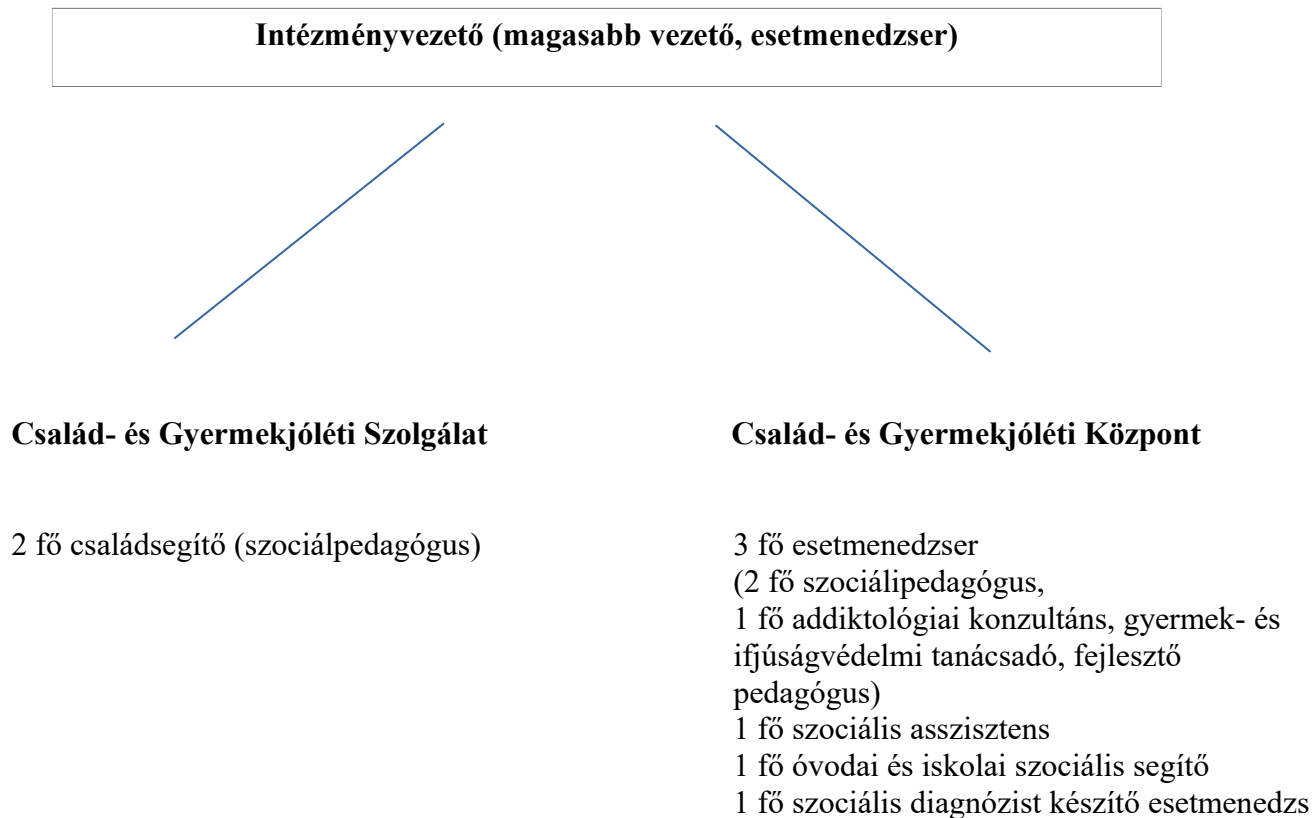 Intézményvezető (magasabb vezető, esetmenedzser)
Család- és Gyermekjóléti Szolgálat
Család- és Gyermekjóléti Központ
2 fő családsegítő (szociálpedagógus)
3 fő esetmenedzser
(2 fő szociálipedagógus,
1 fő addiktológiai konzultáns, gyermek- és
ifjúságvédelmi tanácsadó, fejlesztő
pedagógus)
1 fő szociális asszisztens
1 fő óvodai és iskolai szociális segítő
1 fő szociális diagnózist készítő esetmenedzs